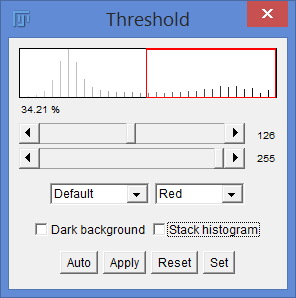 Threshold
34.21 %
126
255
Default Red
Dark background Stack histogram
Auto Apply Reset Set